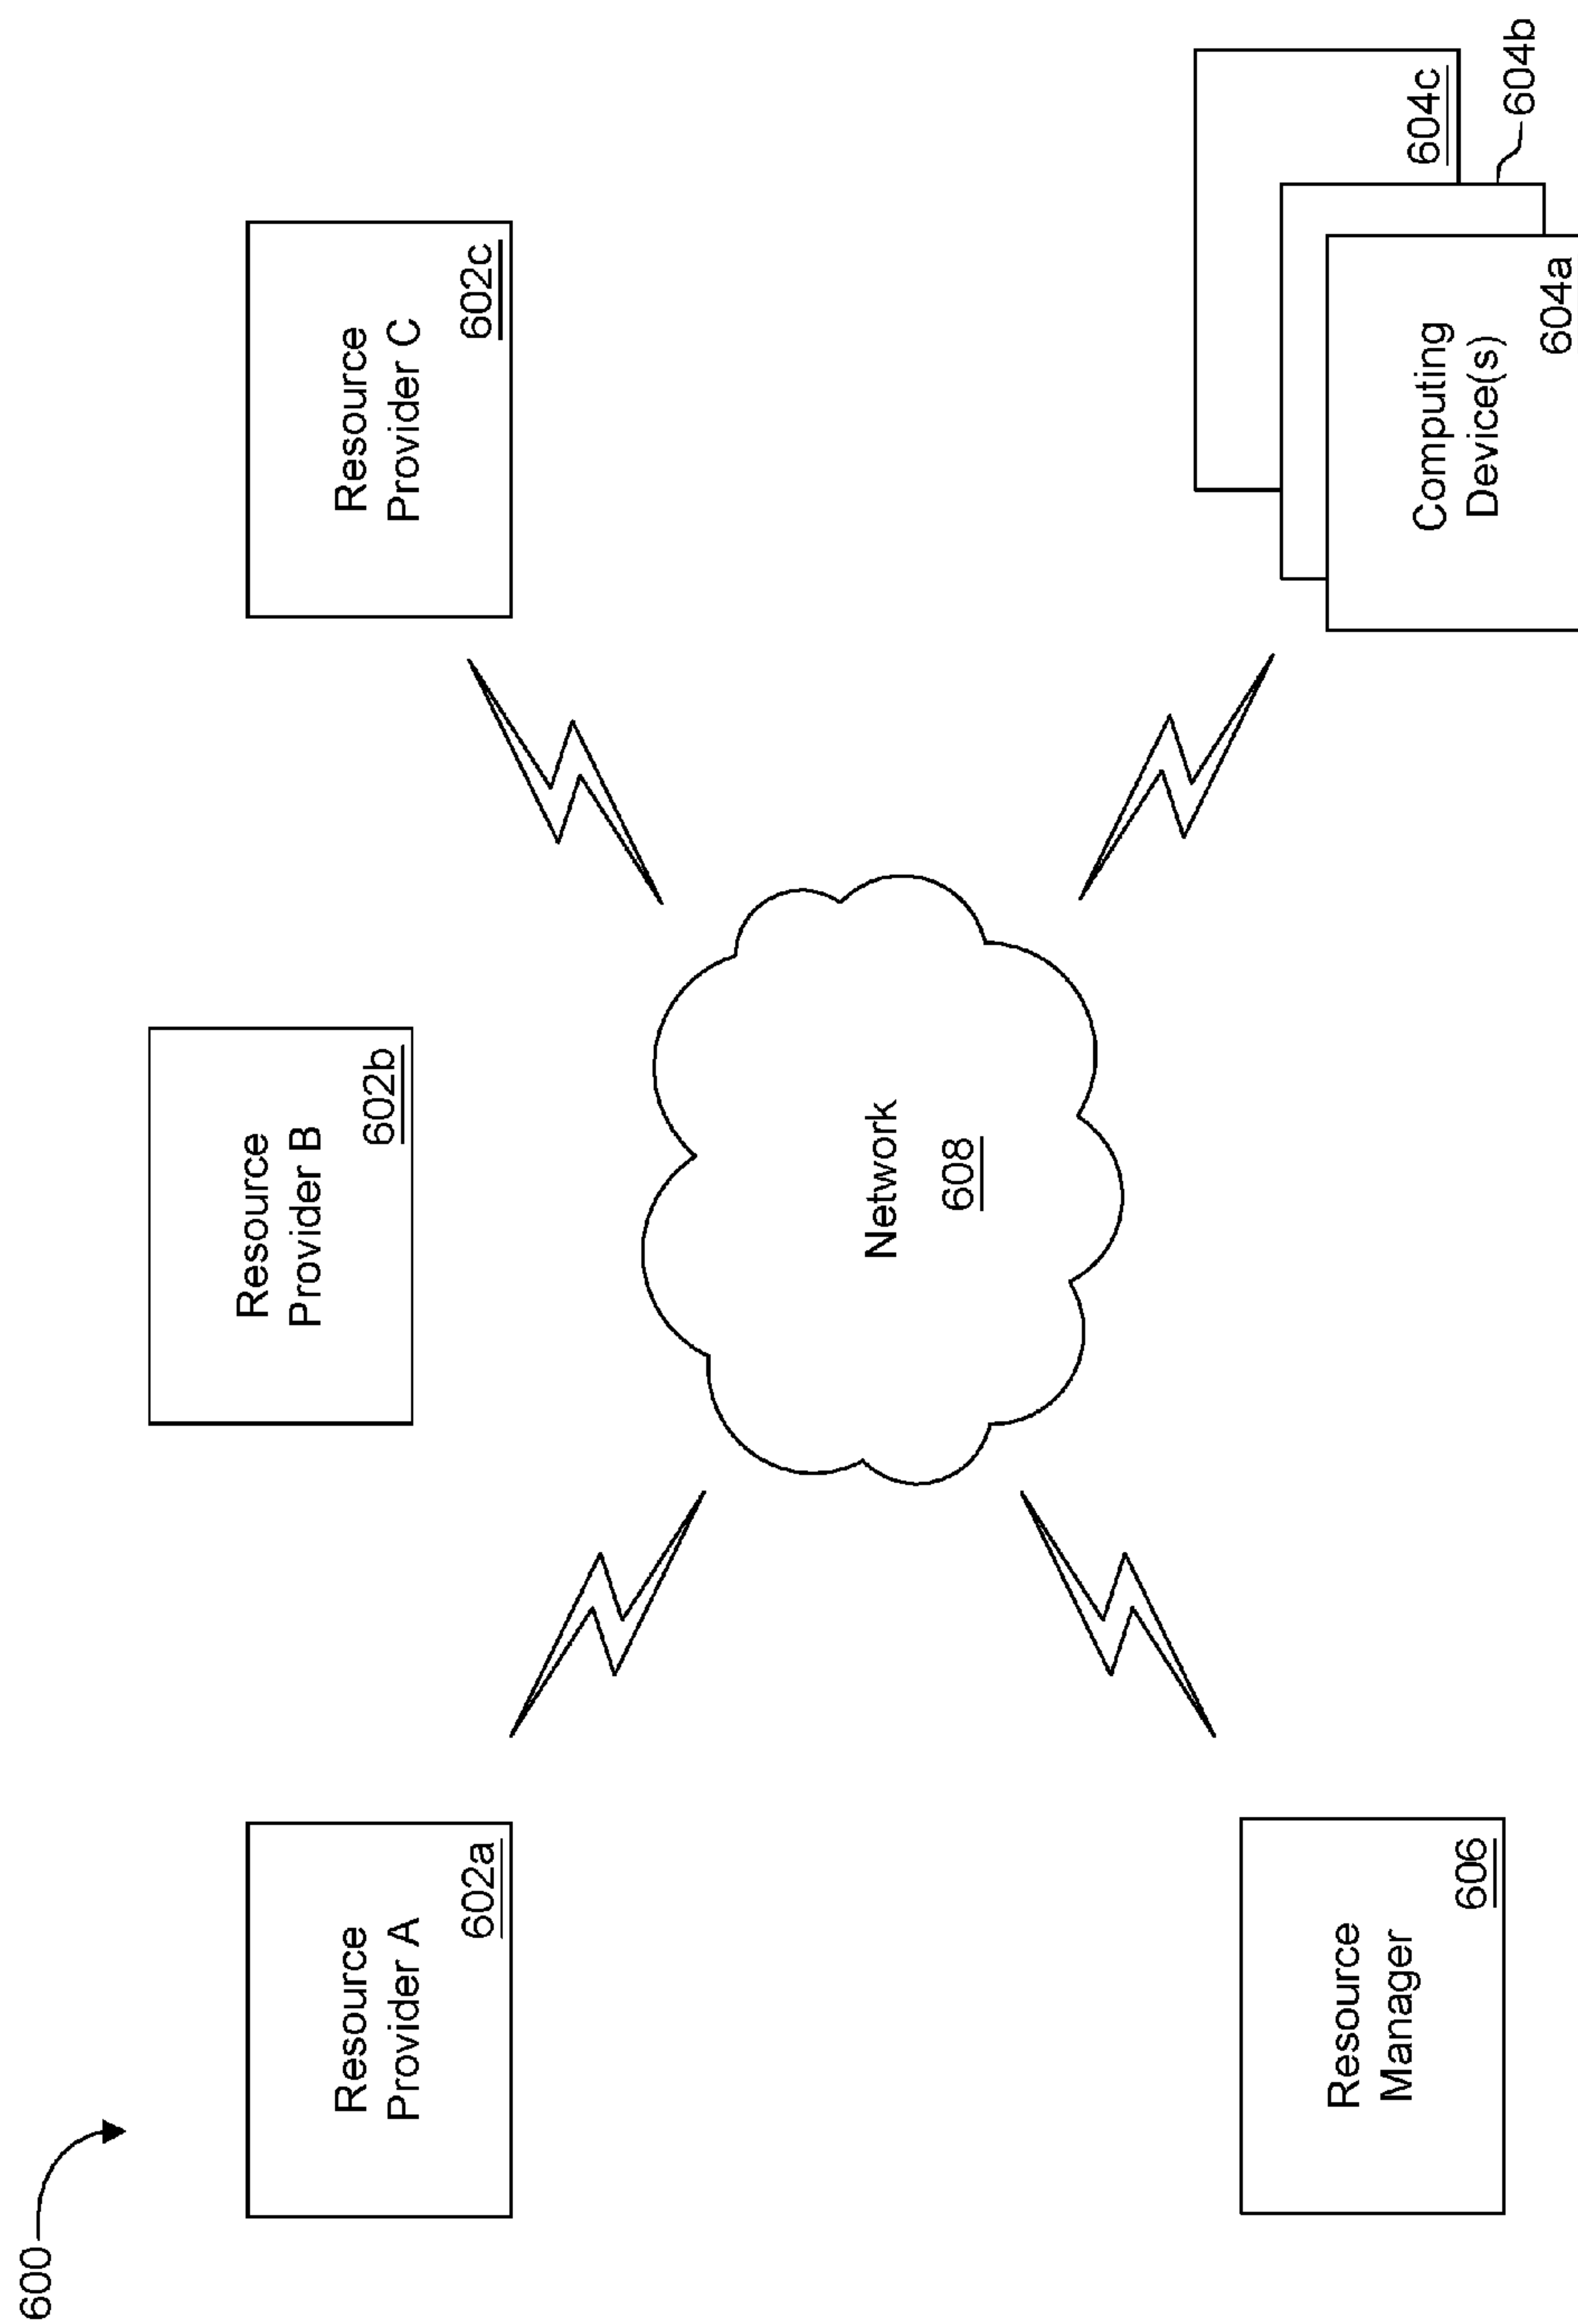 600
Resource
Provider B
602b
Resource
Provider A
602a
Resource
Provider C
602c
Network
608
Resource
Manager
606
604c
604b
Computing
Device(s)
604a